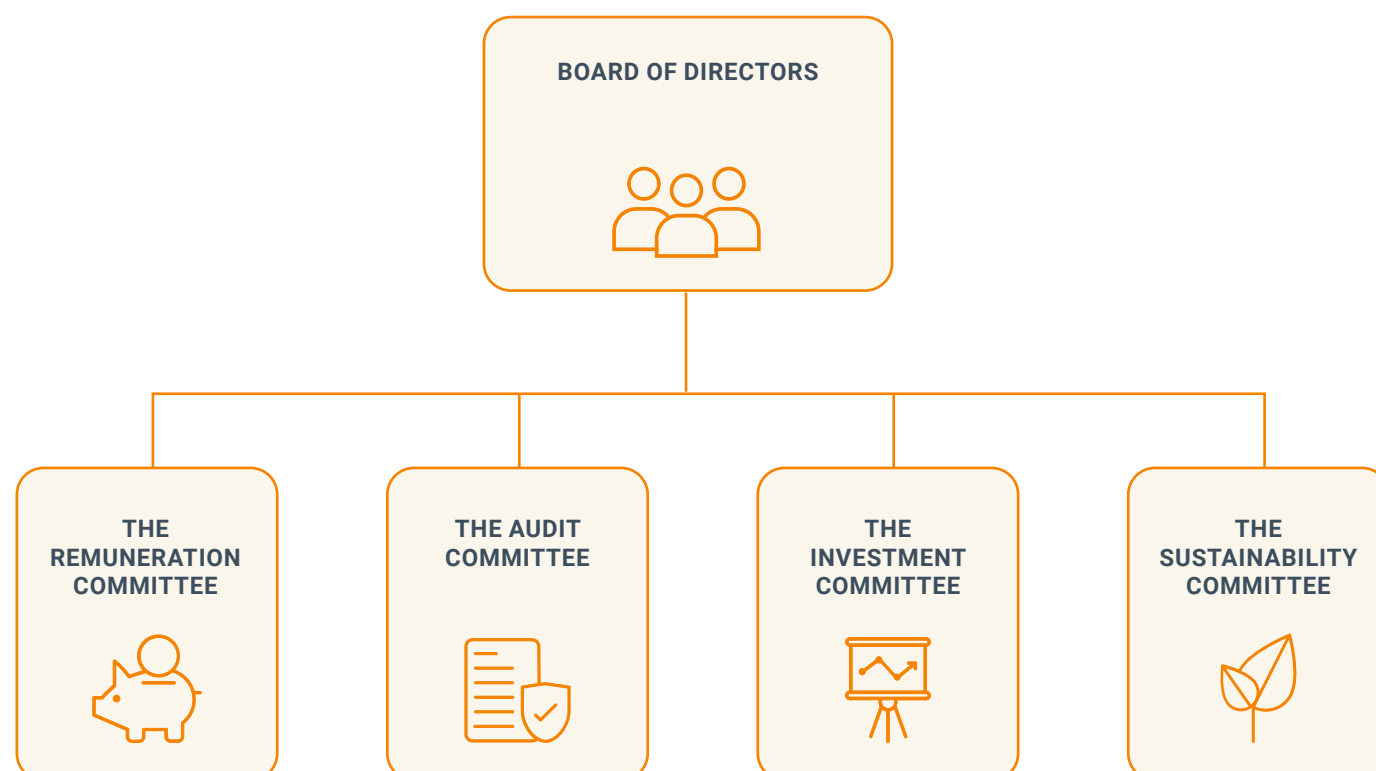 BOARD OF DIRECTORS
THE
REMUNERATION
COMMITTEE
THE AUDIT
COMMITTEE
THE
INVESTMENT
COMMITTEE
THE
SUSTAINABILITY
COMMITTEE